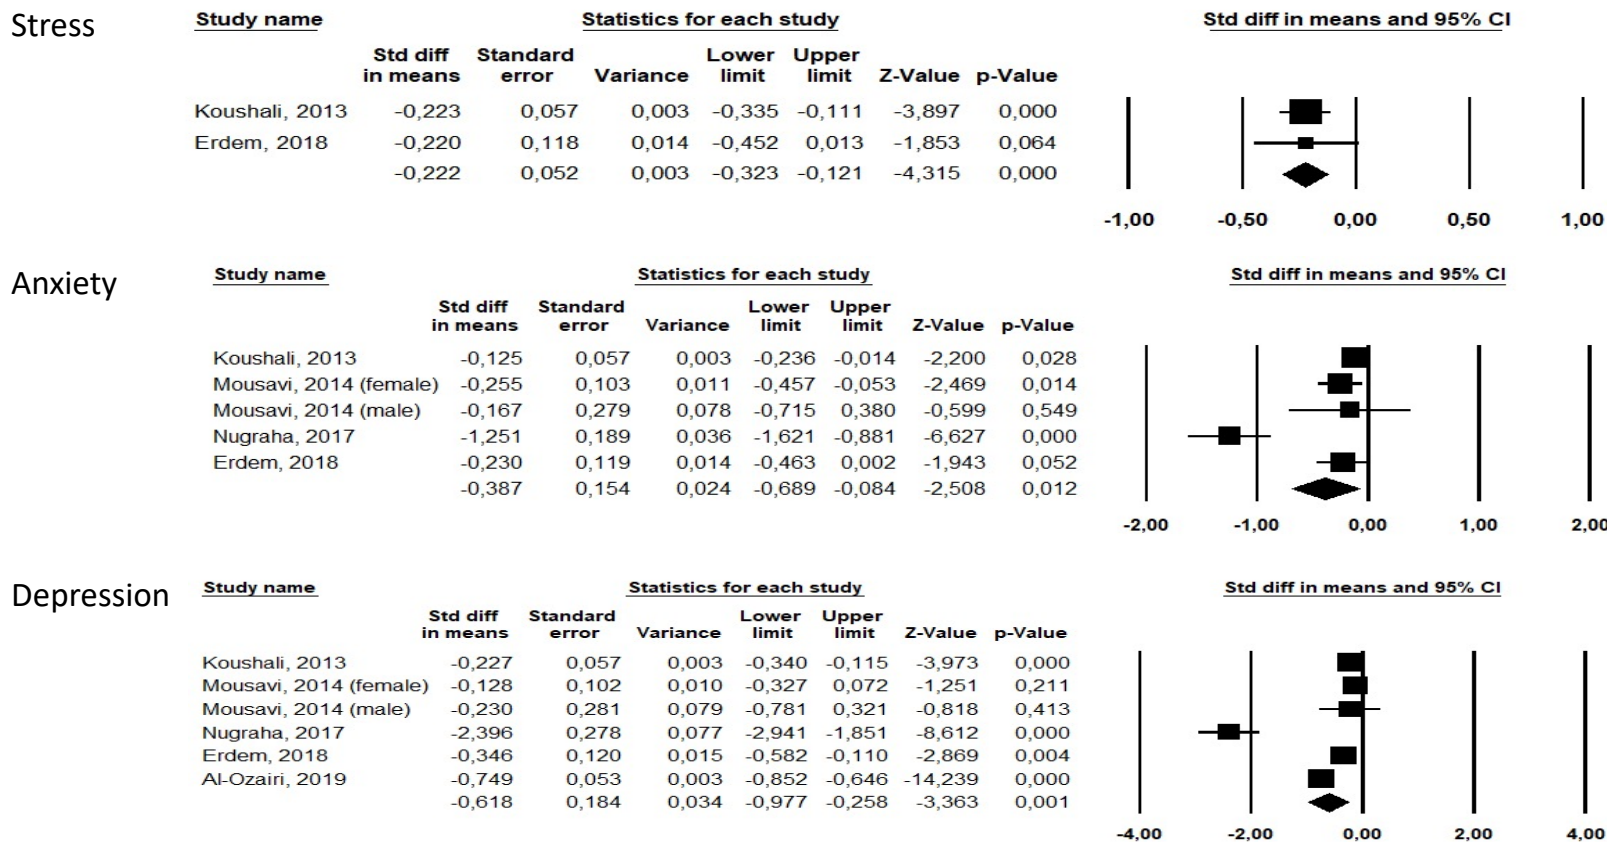 Stress
Study name Statistics for each study Std diff in means and 95% CI
Std diff Standard Lower Upper
in means error Variance limit limit Z-Value p-Value
Koushali, 2013 -0,223 0,057 0,003 -0,335 -0,111 -3,897 0,000
Erdem, 2018 -0,220 0,118 0,014 -0,452 0,013 -1,853 0,064
-0,222 0,052 0,003 -0,323 -0,121 -4,315 0,000
-1,00 -0,50 0,00 0,50 1,00
Anxiety
Study name Statistics for each study Std diff in means and 95% CI
Std diff Standard Lower Upper
in means error Variance limit limit Z-Value p-Value
Koushali, 2013 -0,125 0,057 0,003 -0,236 -0,014 -2,200 0,028
Mousavi, 2014 (female) -0,255 0,103 0,011 -0,457 -0,053 -2,469 0,014
Mousavi, 2014 (male) -0,167 0,279 0,078 -0,715 0,380 -0,599 0,549
Nugraha, 2017 -1,251 0,189 0,036 -1,621 -0,881 -6,627 0,000
Erdem, 2018 -0,230 0,119 0,014 -0,463 0,002 -1,943 0,052
-0,387 0,154 0,024 -0,689 -0,084 -2,508 0,012
-2,00 -1,00 0,00 1,00 2,00
Depression
Study name Statistics for each study Std diff in means and 95% CI
Std diff Standard Lower Upper
in means error Variance limit limit Z-Value p-Value
Koushali, 2013 -0,227 0,057 0,003 -0,340 -0,115 -3,973 0,000
Mousavi, 2014 (female) -0,128 0,102 0,010 -0,327 0,072 -1,251 0,211
Mousavi, 2014 (male) -0,230 0,281 0,079 -0,781 0,321 -0,818 0,413
Nugraha, 2017 -2,396 0,278 0,077 -2,941 -1,851 -8,612 0,000
Erdem, 2018 -0,346 0,120 0,015 -0,582 -0,110 -2,869 0,004
Al-Ozairi, 2019 -0,749 0,053 0,003 -0,852 -0,646 -14,239 0,000
-0,618 0,184 0,034 -0,977 -0,258 -3,363 0,001
-4,00 -2,00 0,00 2,00 4,00